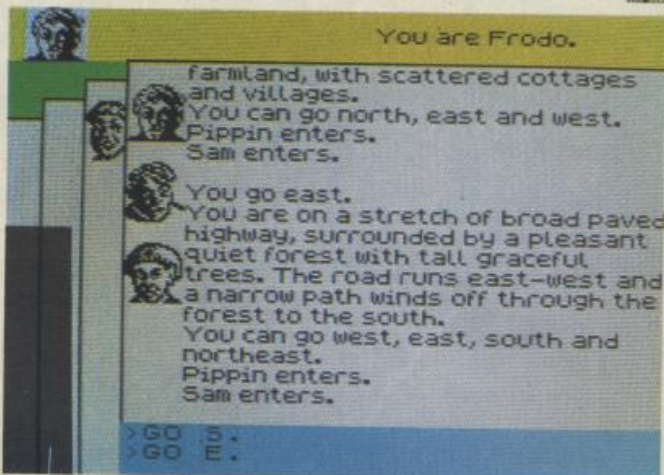 You are Frodo.
farmland, with scattered cottages
and villages.
You can go north, east and west.
Pippin enters.
Sam enters.
You go east.
You are on a stretch of broad paved
highway, surrounded by a pleasant
quiet forest with tall graceful
trees. The road runs east-west and
a narrow path winds off through the
forest to the south.
You can go west, east, south and
northeast.
Pippin enters.
Sam enters.
>GO S.
>GO E.